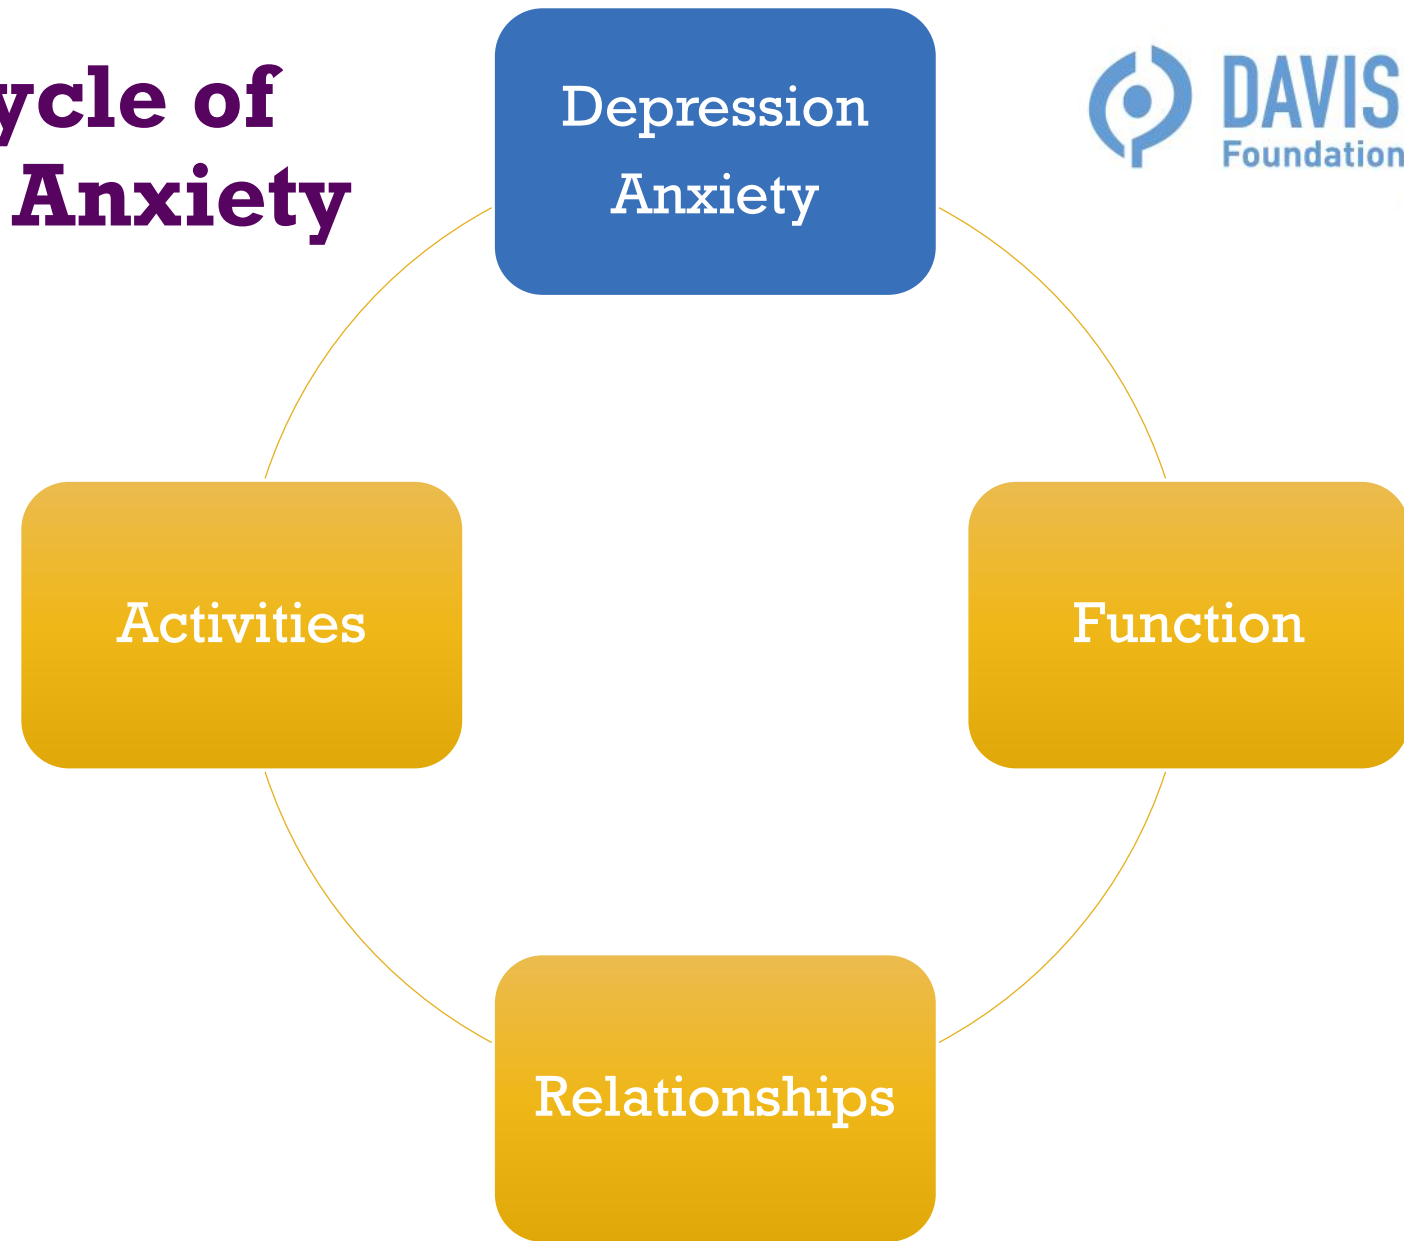 ycle of
Anxiety
Depression
Anxiety
DAVIS
Foundation
Activities
Function
Relationships